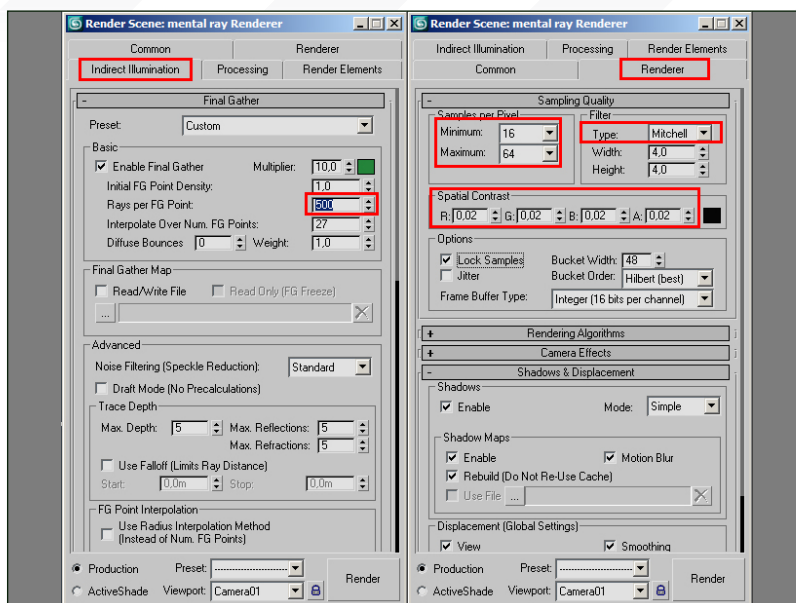 Render Scene: mental ray Renderer
Common Renderer
Indirect Illumination Processing Render Elements
- Final Gather
Preset: Custom
Basic
Enable Final Gather Multiplier: 10,0
Initial FG Point Density: 1,0
Rays per FG Point: 500
Interpolate Over Num. FG Points: 27
Diffuse Bounces 0 Weight: 1,0
Final Gather Map
Read/Write File Read Only (FG Freeze)
...
Advanced
Noise Filtering (Speckle Reduction): Standard
Draft Mode (No Precalculations)
Trace Depth
Max. Depth: 5 Max. Reflections: 5
Max. Refractions: 5
Use Falloff (Limits Ray Distance)
Start: 0,0m Stop: 0,0m
FG Point Interpolation
Use Radius Interpolation Method
(Instead of Num. FG Points)
Production Preset: --------------------
ActiveShade Viewport: Camera01
Render
Render Scene: mental ray Renderer
Indirect Illumination Processing Render Elements
Common Renderer
- Sampling Quality
Samples per Pixel
Minimum: 16
Maximum: 64
Filter
Type: Mitchell
Width: 4,0
Height: 4,0
Spatial Contrast
R: 0,02 G: 0,02 B: 0,02 A: 0,02
Options
Lock Samples Bucket Width: 48
Jitter Bucket Order: Hilbert (best)
Frame Buffer Type: Integer (16 bits per channel)
+ Rendering Algorithms
+ Camera Effects
- Shadows & Displacement
Shadows
Enable Mode: Simple
Shadow Maps
Enable Motion Blur
Rebuild (Do Not Re-Use Cache)
Use File ...
Displacement (Global Settings)
View Smoothing
Production Preset: --------------------
ActiveShade Viewport: Camera01
Render